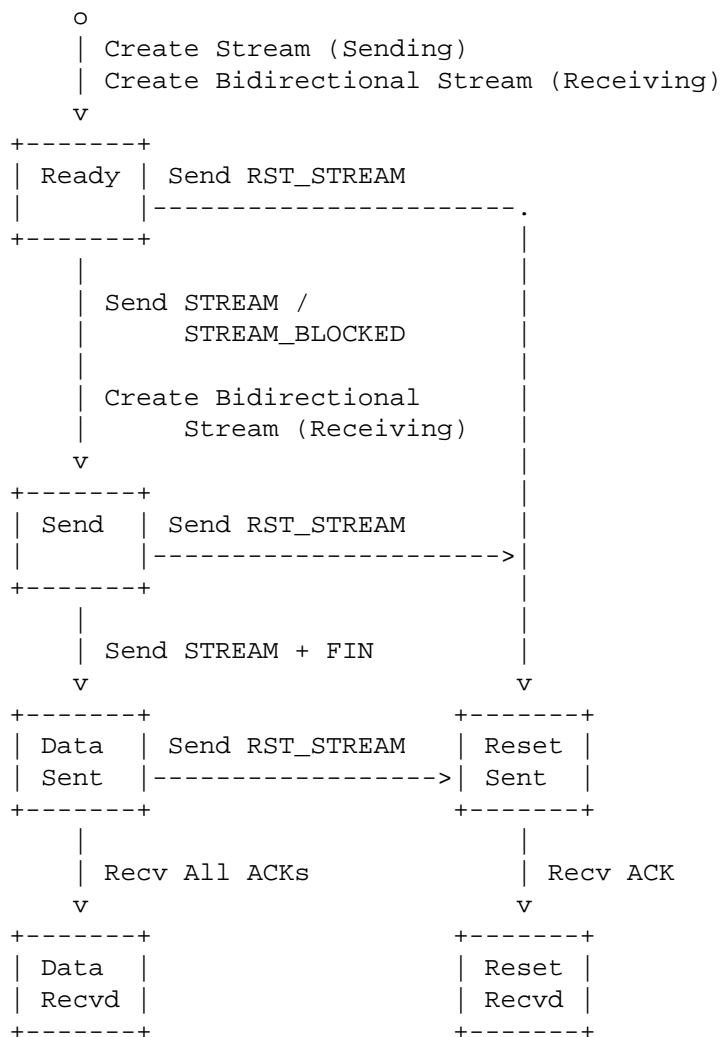 o
| Create Stream (Sending)
| Create Bidirectional Stream (Receiving)
v
+-------+
| Ready | Send RST_STREAM
|       |-----------------------.
+-------+                       |
    |                           |
    | Send STREAM /             |
    |      STREAM_BLOCKED       |
    |                           |
    | Create Bidirectional      |
    |      Stream (Receiving)   |
    v                           |
+-------+                       |
| Send  | Send RST_STREAM       |
|       |---------------------->|
+-------+                       |
    |                           |
    | Send STREAM + FIN         |
    v                           v
+-------+                   +-------+
| Data  | Send RST_STREAM   | Reset |
| Sent  |------------------>| Sent  |
+-------+                   +-------+
    |                           |
    | Recv All ACKs             | Recv ACK
    v                           v
+-------+                   +-------+
| Data  |                   | Reset |
| Recvd |                   | Recvd |
+-------+                   +-------+